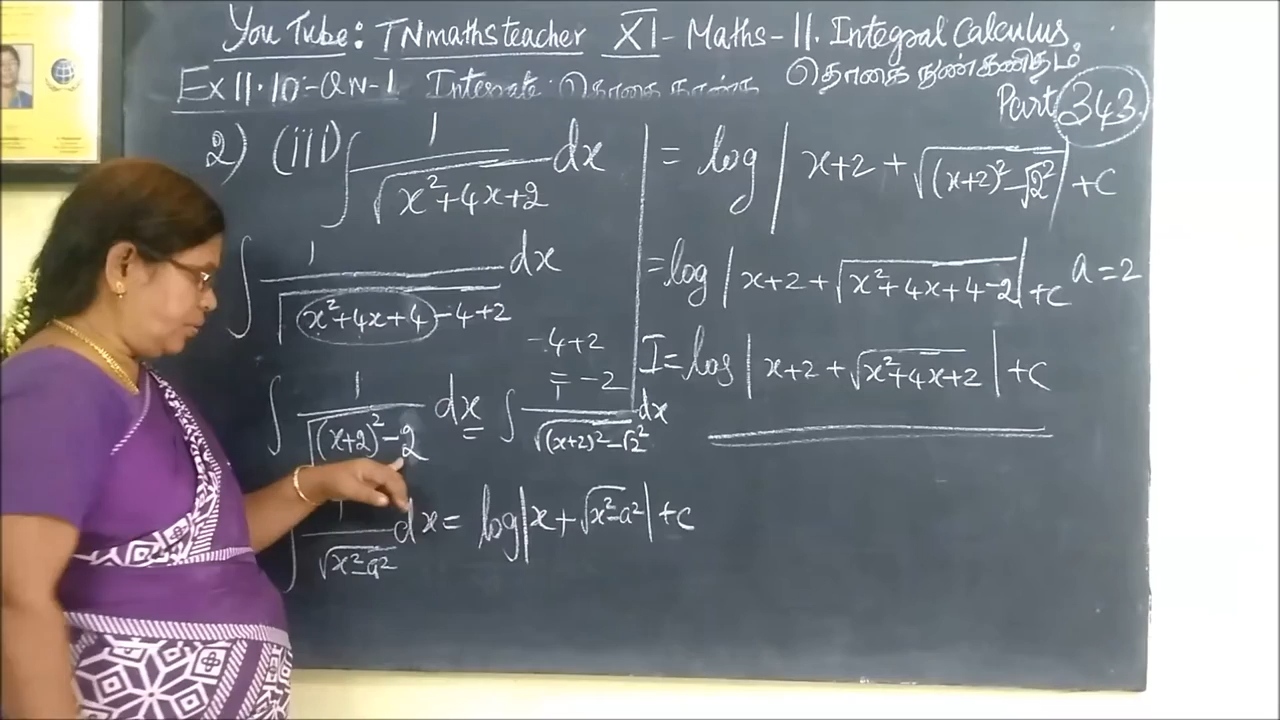 YouTube: TNmathsteacher XI - Maths - 11. Integral Calculus.
Ex 11.10 :- QN-1 Integrate தொகை காண்க தொகை நுண்கணிதம்
Part 343
2) (iii) ∫ 1/√(x²+4x+2) dx
∫ 1/√(x²+4x+4-4+2) dx
-4+2
= -2
∫ 1/√((x+2)²-2) dx = ∫ 1/√((x+2)²-√2²) dx
∫ 1/√(x²-a²) dx = log|x+√(x²-a²)|+c
= log|x+2+√((x+2)²-√2²)|+c
= log|x+2+√(x²+4x+4-2)|+c a=2
I = log|x+2+√(x²+4x+2)|+c